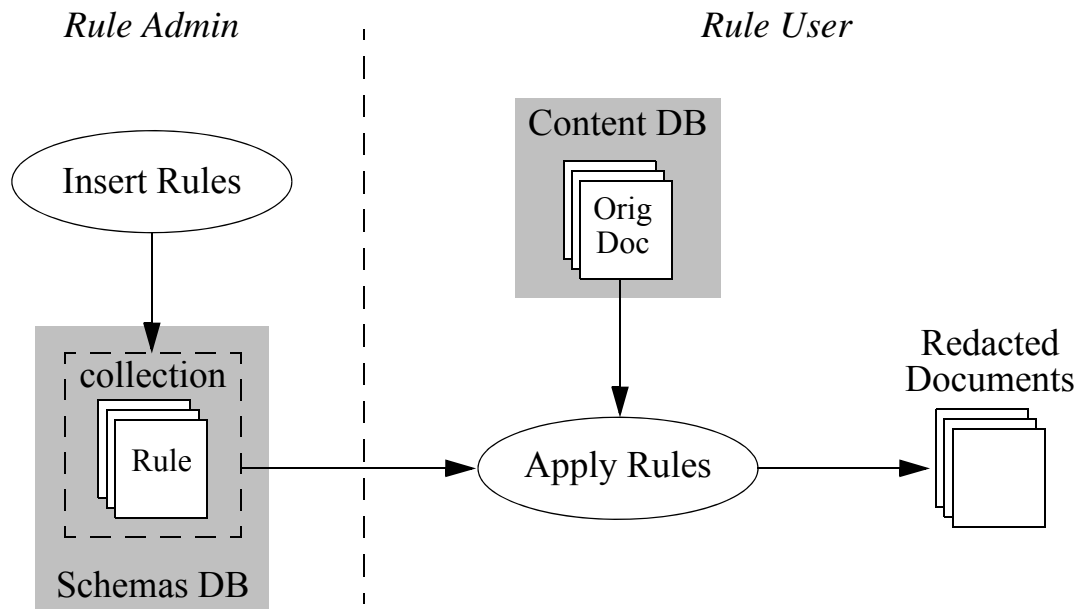 Rule Admin
Rule User
Insert Rules
collection
Rule
Schemas DB
Content DB
Orig
Doc
Apply Rules
Redacted
Documents